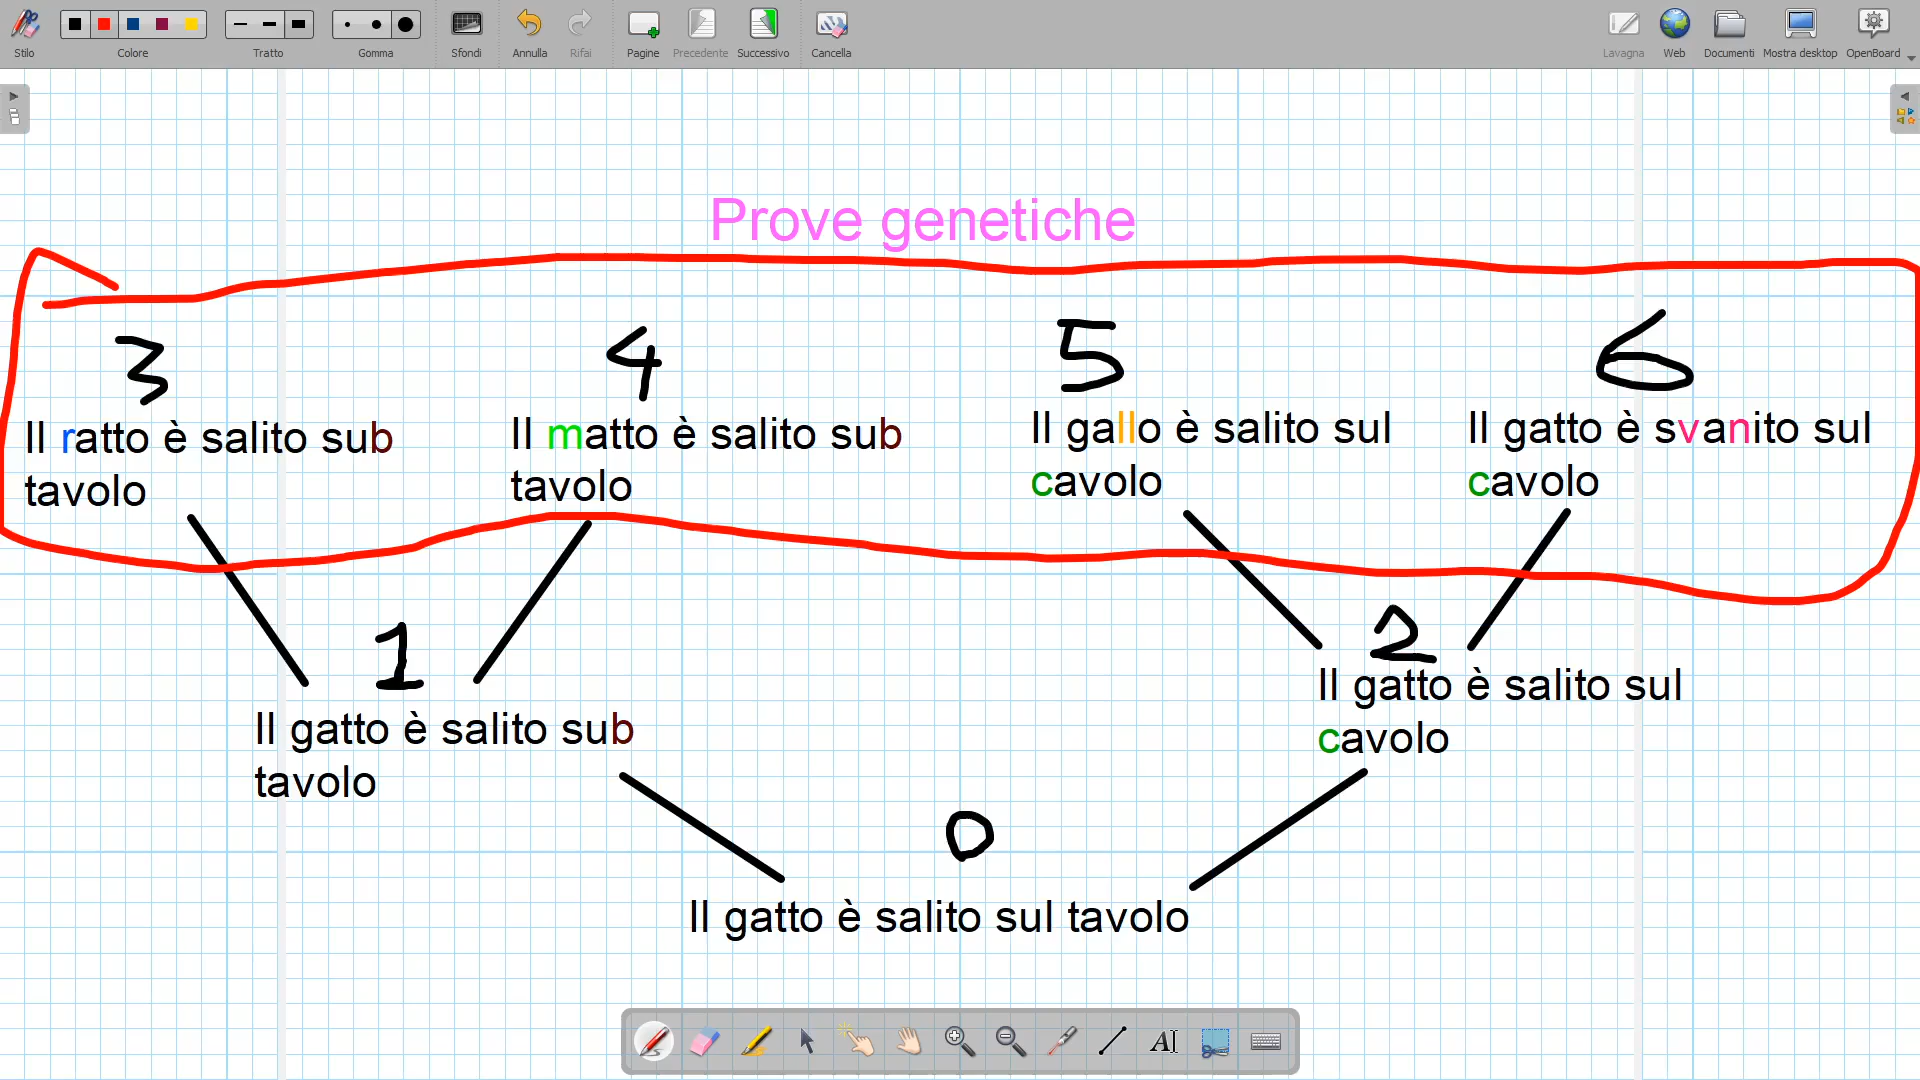 Stilo
Colore
Tratto
Gomma
Sfondi
Annulla
Rifai
Pagine
Precedente
Successivo
Cancella
Lavagna
Web
Documenti
Mostra desktop
OpenBoard
Prove genetiche
3
4
5
6
Il ratto è salito sub
tavolo
Il matto è salito sub
tavolo
Il gallo è salito sul
cavolo
Il gatto è svanito sul
cavolo
1
2
Il gatto è salito sub
tavolo
Il gatto è salito sul
cavolo
0
Il gatto è salito sul tavolo
AI